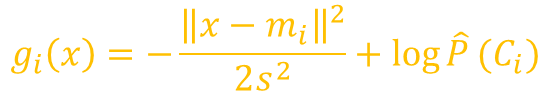 g_i(x) = − ‖x − m_i‖² / 2s² + log P̂ (C_i)